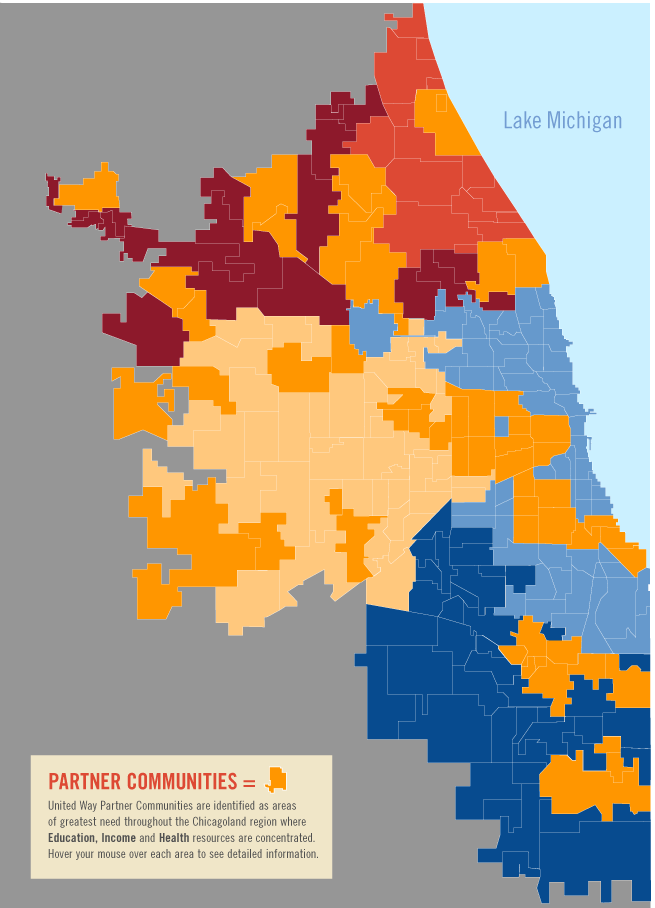 Lake Michigan
PARTNER COMMUNITIES =
United Way Partner Communities are identified as areas
of greatest need throughout the Chicagoland region where
Education, Income and Health resources are concentrated.
Hover your mouse over each area to see detailed information.